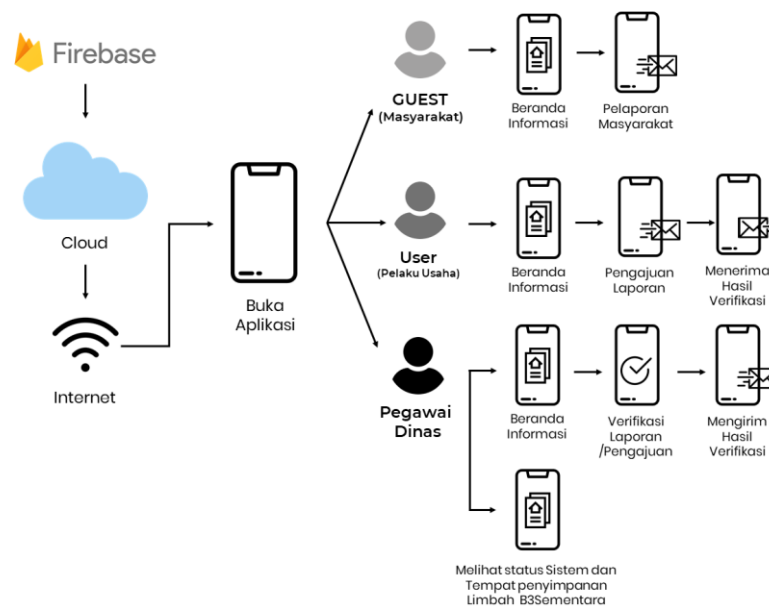 Firebase
Cloud
Internet
Buka
Aplikasi
GUEST
(Masyarakat)
Beranda
Informasi
Pelaporan
Masyarakat
User
(Pelaku Usaha)
Beranda
Informasi
Pengajuan
Laporan
Menerima
Hasil
Verifikasi
Pegawai
Dinas
Beranda
Informasi
Verifikasi
Laporan
/Pengajuan
Mengirim
Hasil
Verifikasi
Melihat status Sistem dan
Tempat penyimpanan
Limbah B3Sementara